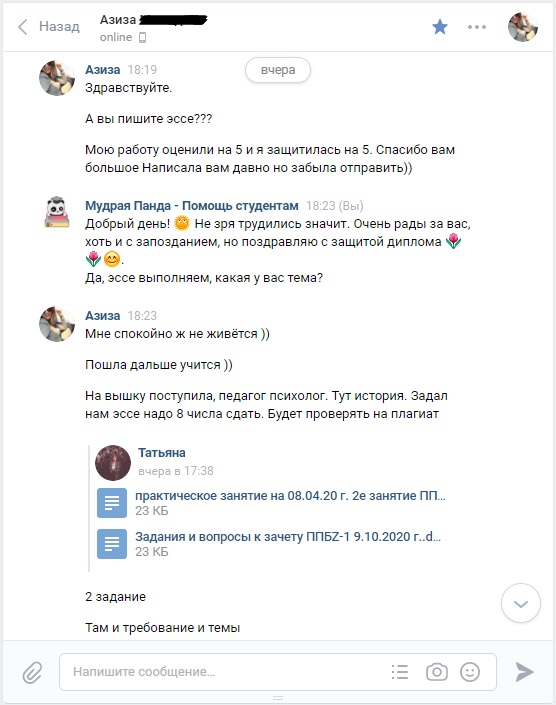 Назад
Азиза
online
вчера
Азиза 18:19
Здравствуйте.
А вы пишите эссе???
Мою работу оценили на 5 и я защитилась на 5. Спасибо вам
большое Написала вам давно но забыла отправить))
Мудрая Панда - Помощь студентам 18:23 (Вы)
Добрый день! 🌞 Не зря трудились значит. Очень рады за вас,
хоть и с запозданием, но поздравляю с защитой диплома 🌷
🌷😊.
Да, эссе выполняем, какая у вас тема?
Азиза 18:23
Мне спокойно ж не живётся ))
Пошла дальше учится ))
На вышку поступила, педагог психолог. Тут история. Задал
нам эссе надо 8 числа сдать. Будет проверять на плагиат
Татьяна
вчера в 17:38
практическое занятие на 08.04.20 г. 2е занятие ПП...
23 КБ
Задания и вопросы к зачету ППБZ-1 9.10.2020 г..d...
23 КБ
2 задание
Там и требование и темы
Напишите сообщение...